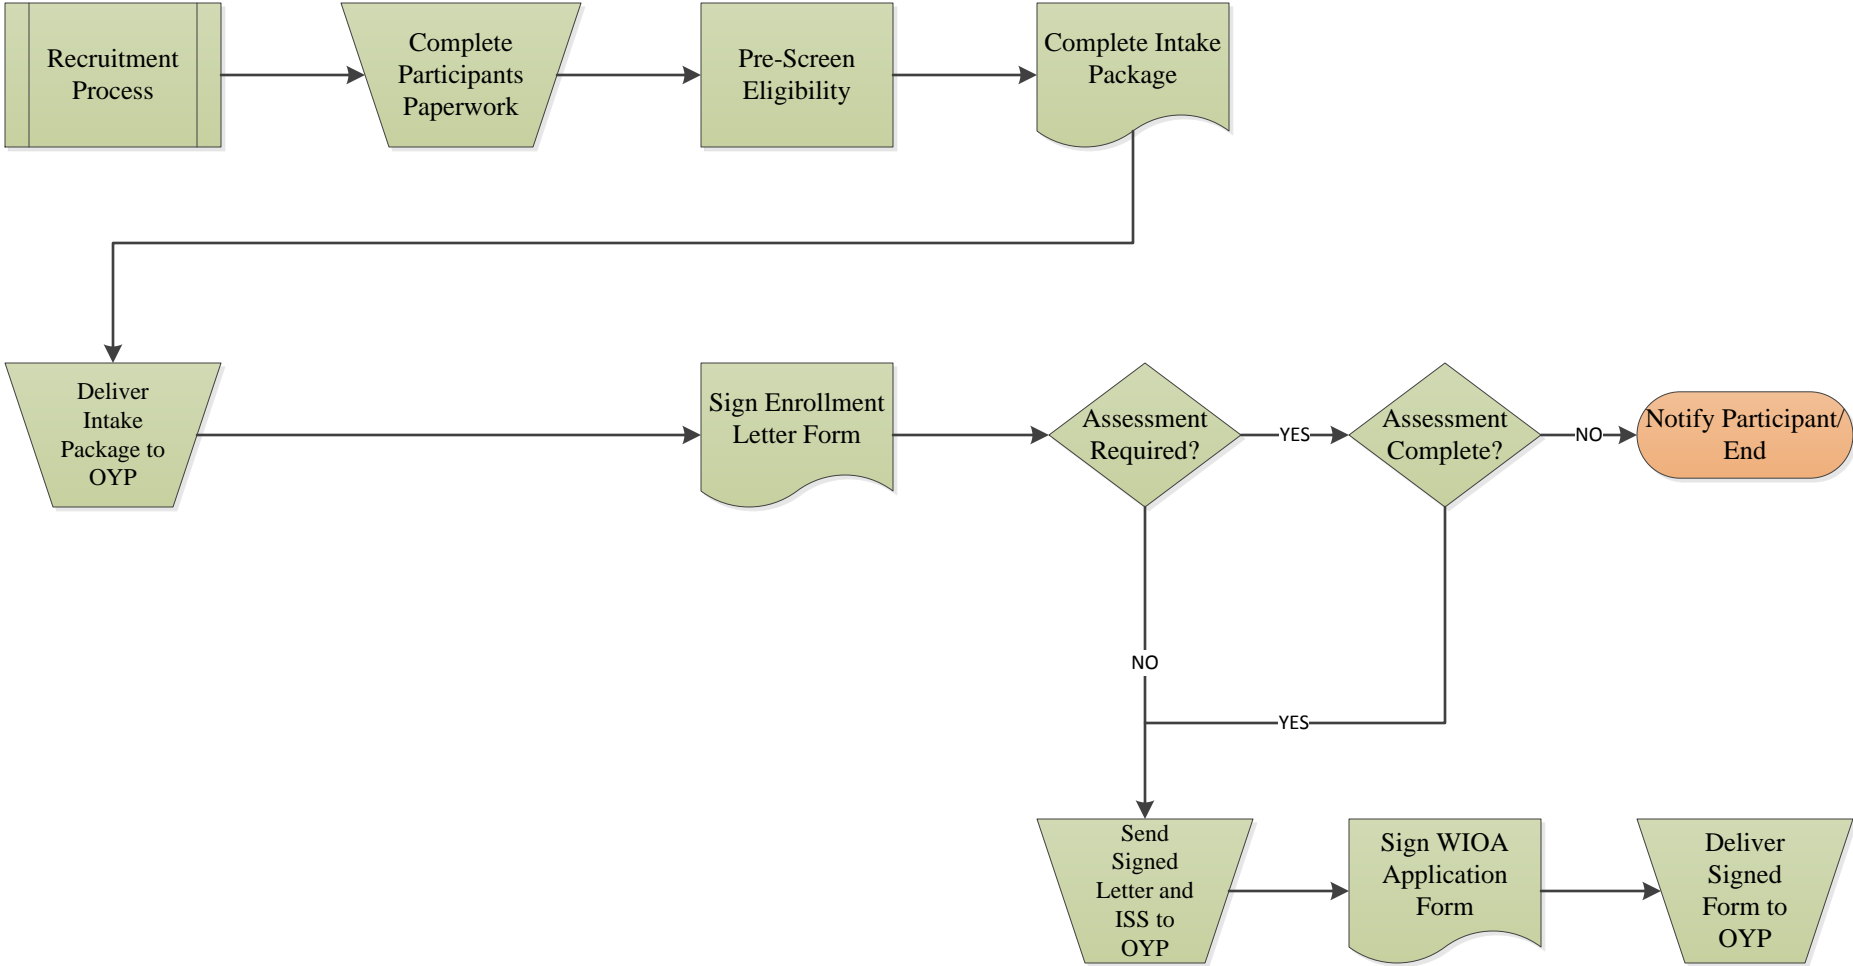 Recruitment
Process
Complete
Participants
Paperwork
Pre-Screen
Eligibility
Complete Intake
Package
Deliver
Intake
Package to
OYP
Sign Enrollment
Letter Form
Assessment
Required?
YES
Assessment
Complete?
NO
Notify Participant/
End
NO
YES
Send
Signed
Letter and
ISS to
OYP
Sign WIOA
Application
Form
Deliver
Signed
Form to
OYP